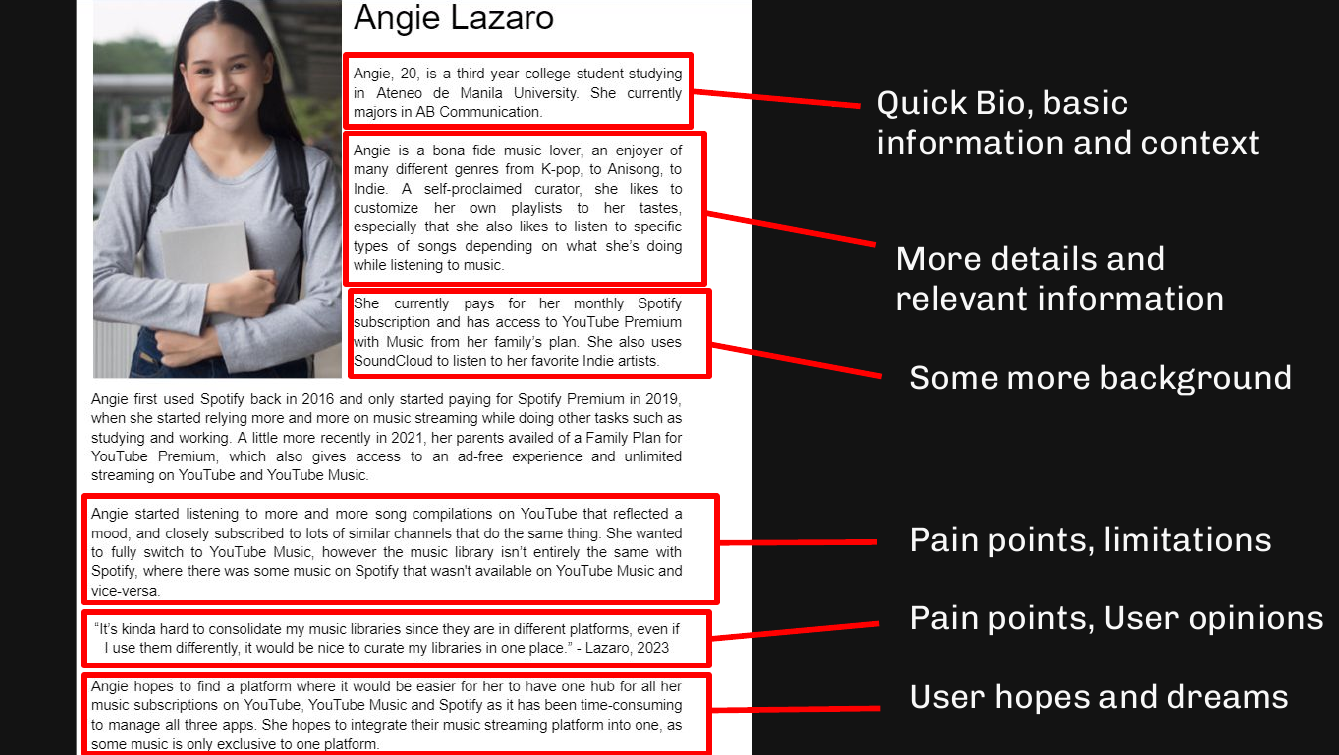 Angie Lazaro
Angie, 20, is a third year college student studying
in Ateneo de Manila University. She currently
majors in AB Communication.
Quick Bio, basic
information and context
Angie is a bona fide music lover, an enjoyer of
many different genres from K-pop, to Anisong, to
Indie. A self-proclaimed curator, she likes to
customize her own playlists to her tastes,
especially that she also likes to listen to specific
types of songs depending on what she's doing
while listening to music.
More details and
relevant information
She currently pays for her monthly Spotify
subscription and has access to YouTube Premium
with Music from her family's plan. She also uses
SoundCloud to listen to her favorite Indie artists.
Some more background
Angie first used Spotify back in 2016 and only started paying for Spotify Premium in 2019,
when she started relying more and more on music streaming while doing other tasks such as
studying and working. A little more recently in 2021, her parents availed of a Family Plan for
YouTube Premium, which also gives access to an ad-free experience and unlimited
streaming on YouTube and YouTube Music.
Angie started listening to more and more song compilations on YouTube that reflected a
mood, and closely subscribed to lots of similar channels that do the same thing. She wanted
to fully switch to YouTube Music, however the music library isn't entirely the same with
Spotify, where there was some music on Spotify that wasn't available on YouTube Music and
vice-versa.
Pain points, limitations
“It's kinda hard to consolidate my music libraries since they are in different platforms, even if
I use them differently, it would be nice to curate my libraries in one place.” - Lazaro, 2023
Pain points, User opinions
Angie hopes to find a platform where it would be easier for her to have one hub for all her
music subscriptions on YouTube, YouTube Music and Spotify as it has been time-consuming
to manage all three apps. She hopes to integrate their music streaming platform into one, as
some music is only exclusive to one platform.
User hopes and dreams